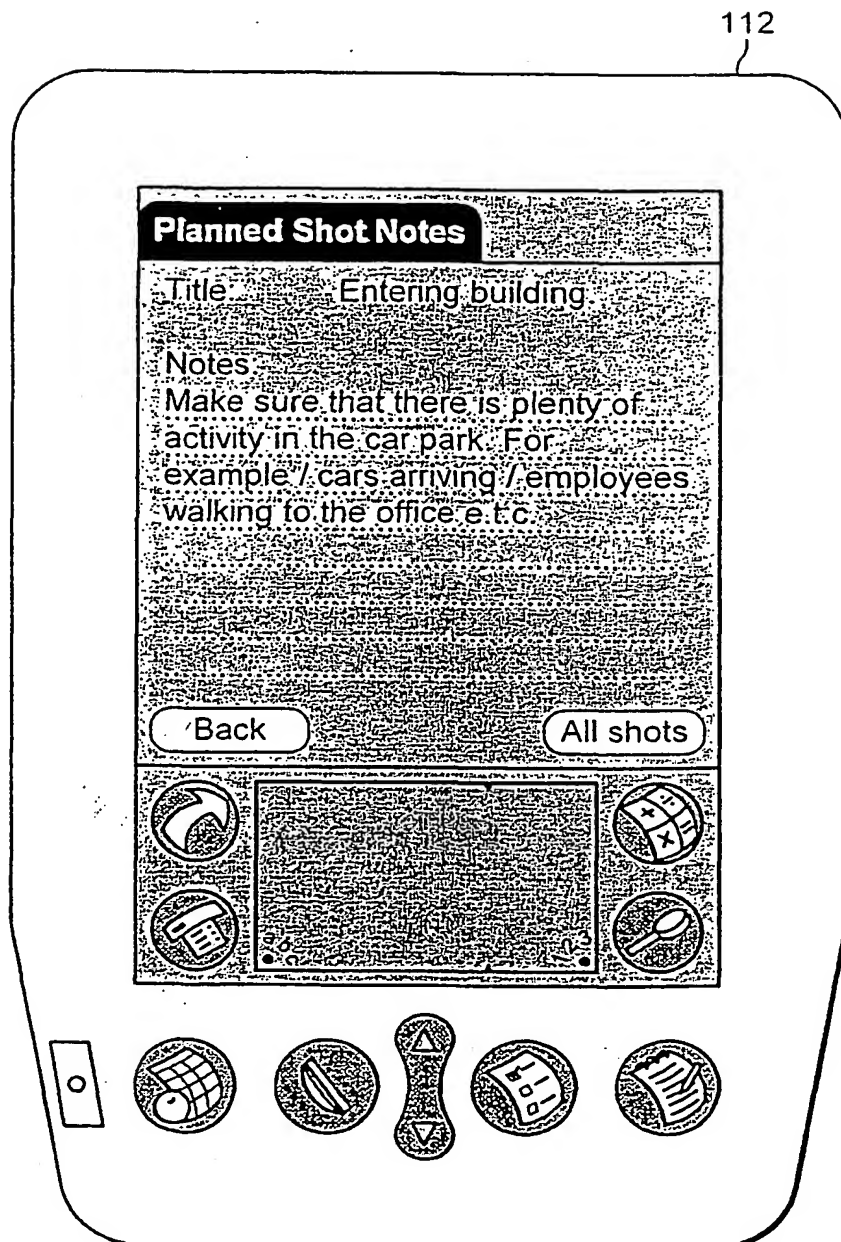 112
Planned Shot Notes
Title: Entering building.
Notes:
Make sure that there is plenty of
activity in the car park. For
example / cars arriving / employees
walking to the office e.t.c.
Back
All shots